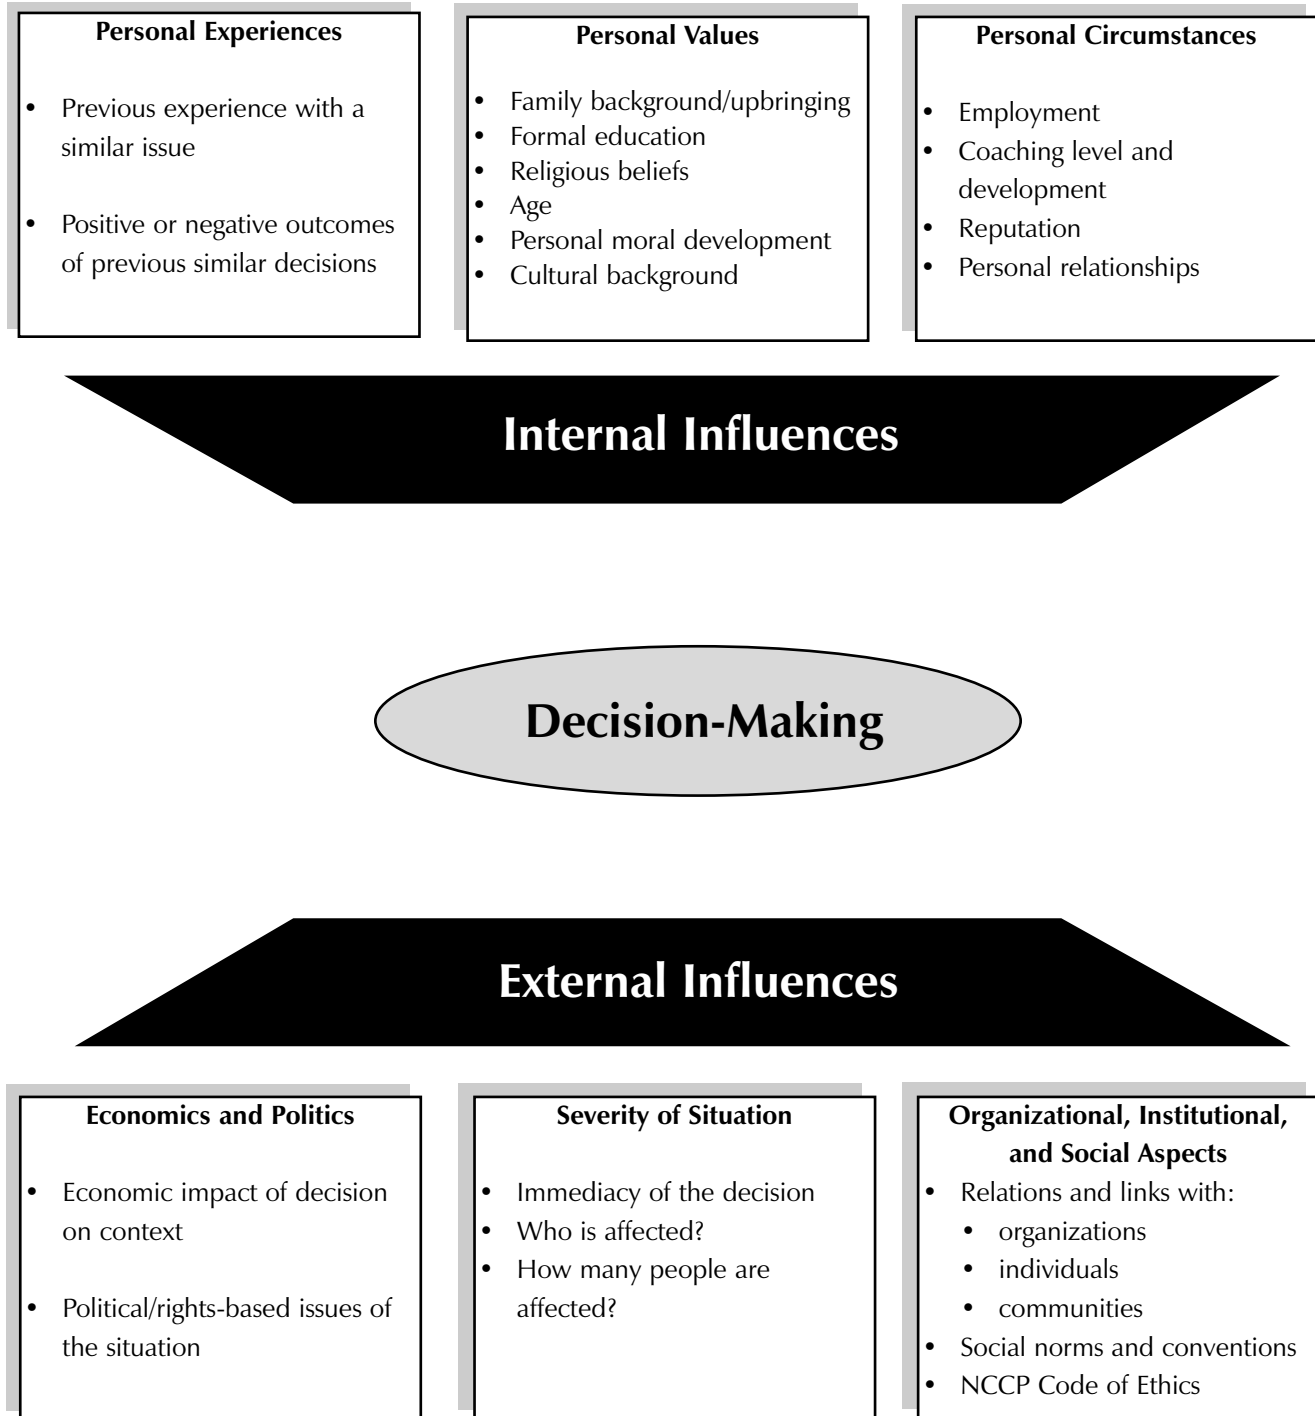 Personal Experiences
• Previous experience with a
similar issue
• Positive or negative outcomes
of previous similar decisions
Personal Values
• Family background/upbringing
• Formal education
• Religious beliefs
• Age
• Personal moral development
• Cultural background
Personal Circumstances
• Employment
• Coaching level and
development
• Reputation
• Personal relationships
Internal Influences
Decision-Making
External Influences
Economics and Politics
• Economic impact of decision
on context
• Political/rights-based issues of
the situation
Severity of Situation
• Immediacy of the decision
• Who is affected?
• How many people are
affected?
Organizational, Institutional,
and Social Aspects
• Relations and links with:
• organizations
• individuals
• communities
• Social norms and conventions
• NCCP Code of Ethics